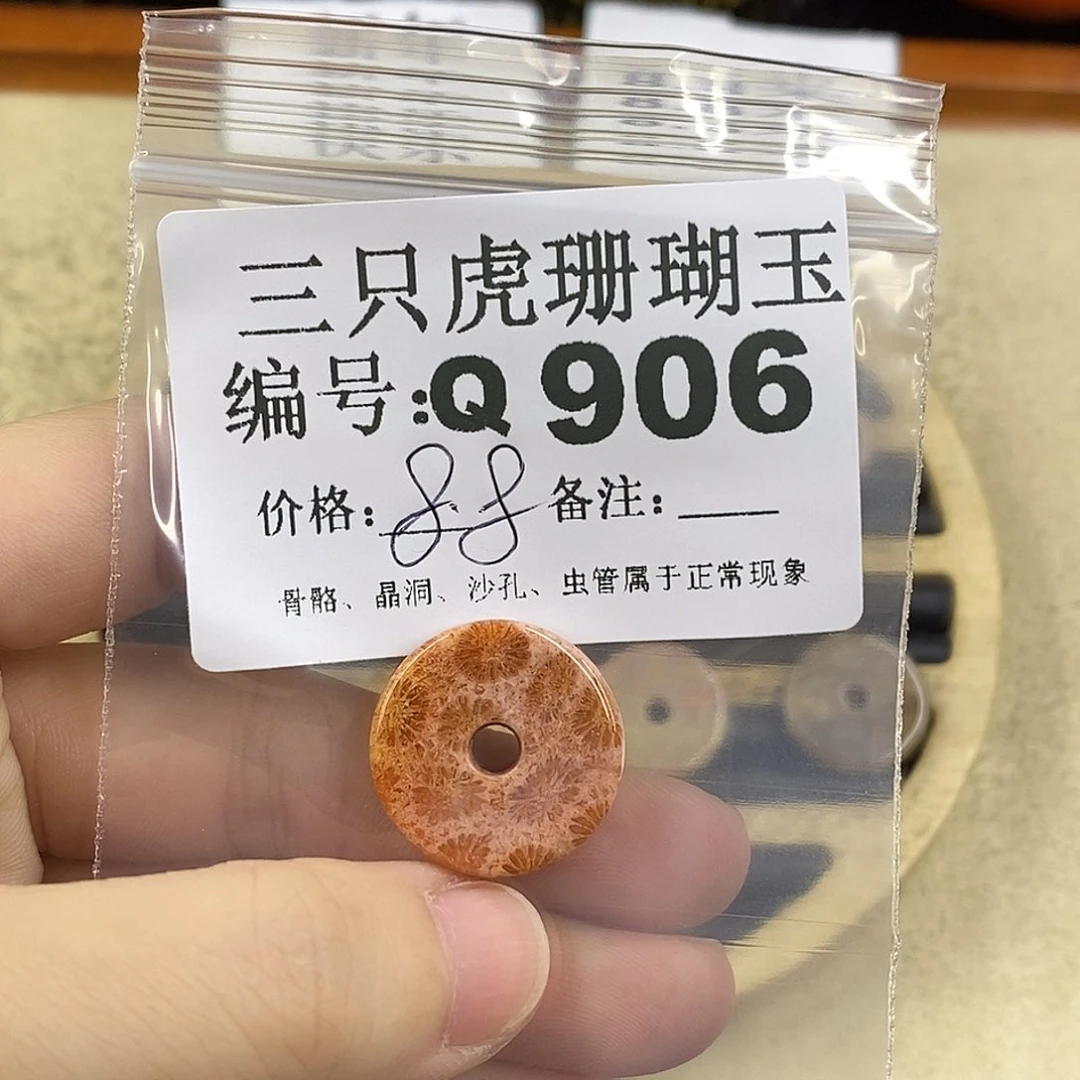 三只虎珊瑚玉
编号:Q 906
价格: 88 备注:____
骨骼、晶洞、沙孔、虫管属于正常现象